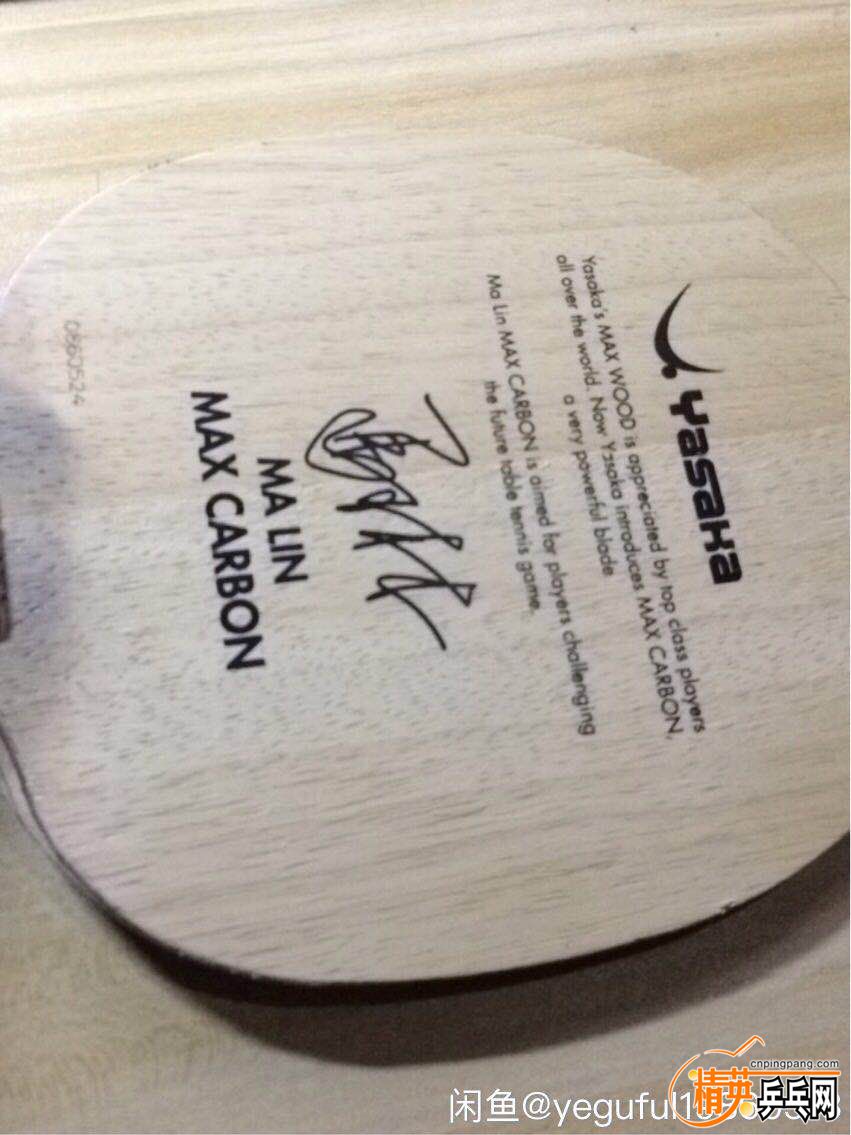 Yasaka
Yasaka's MAX WOOD is appreciated by top class players
all over the world. Now Yasaka introduces MAX CARBON,
a very powerful blade
Ma Lin MAX CARBON is aimed for players challenging
the future table tennis game.
MA LIN
MAX CARBON
cnpingpang.com
精英乒乓网
闲鱼@yeguful1